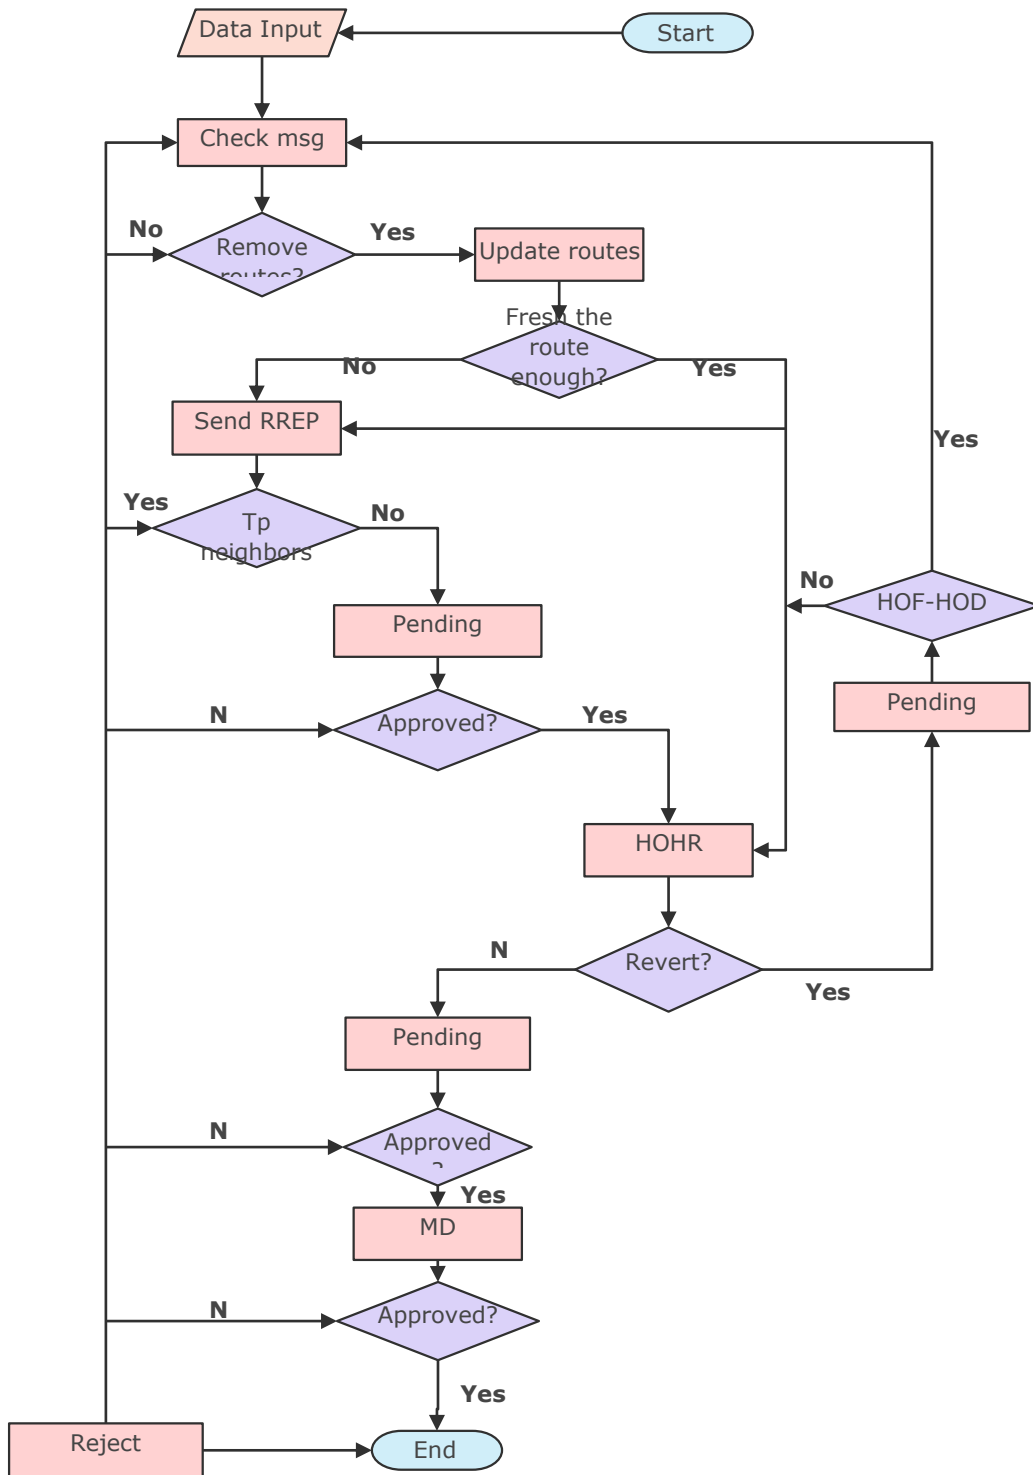 Data Input
Start
Check msg
No
Yes
Remove
routes?
Update routes
Fresh the
route
enough?
No
Yes
Send RREP
Yes
Yes
No
Tp
neighbors
No
HOF-HOD
Pending
Pending
N
Yes
Approved?
HOHR
N
Revert?
Yes
Pending
N
Approved
?
Yes
MD
N
Approved?
Yes
Reject
End